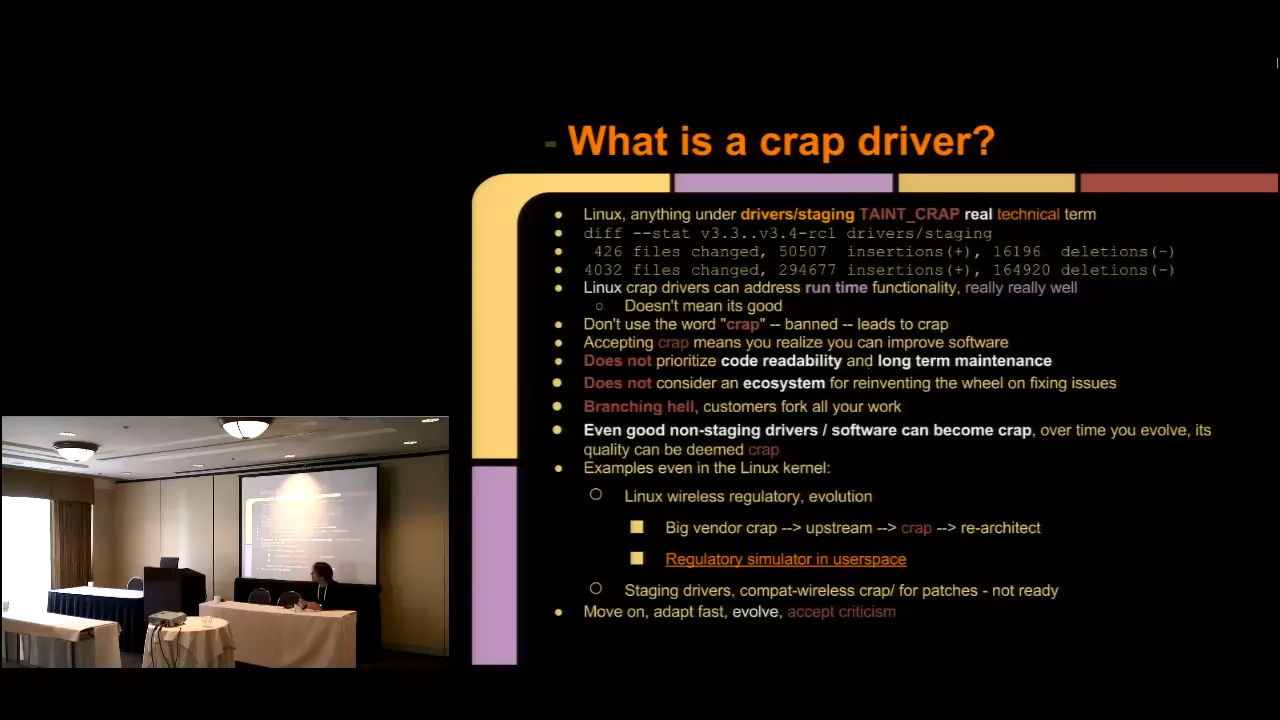 - What is a crap driver?
Linux, anything under drivers/staging TAINT_CRAP real technical term
diff --stat v3.3..v3.4-rc1 drivers/staging
426 files changed, 50507 insertions(+), 16196 deletions(-)
4032 files changed, 294677 insertions(+), 164920 deletions(-)
Linux crap drivers can address run time functionality, really really well
Doesn't mean its good
Don't use the word "crap" -- banned -- leads to crap
Accepting crap means you realize you can improve software
Does not prioritize code readability and long term maintenance
Does not consider an ecosystem for reinventing the wheel on fixing issues
Branching hell, customers fork all your work
Even good non-staging drivers / software can become crap, over time you evolve, its
quality can be deemed crap
Examples even in the Linux kernel:
Linux wireless regulatory, evolution
Big vendor crap --> upstream --> crap --> re-architect
Regulatory simulator in userspace
Staging drivers, compat-wireless crap/ for patches - not ready
Move on, adapt fast, evolve, accept criticism